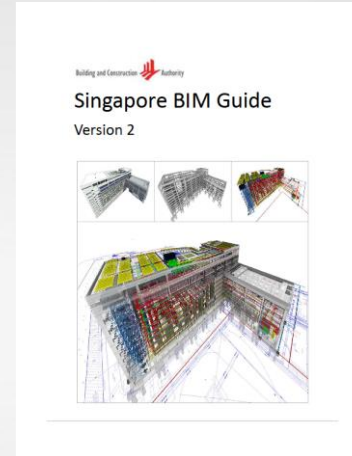 Building and Construction Authority
Singapore BIM Guide
Version 2